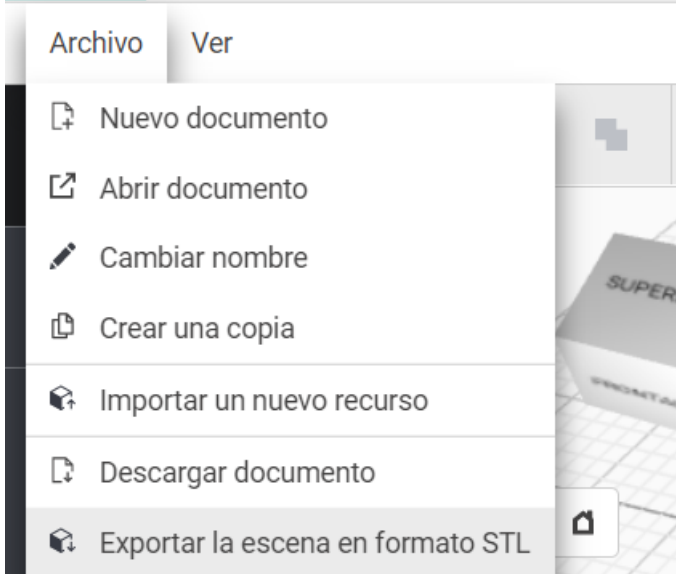 Archivo Ver
Nuevo documento
Abrir documento
Cambiar nombre
Crear una copia
SUPER
Importar un nuevo recurso
Descargar documento
Exportar la escena en formato STL